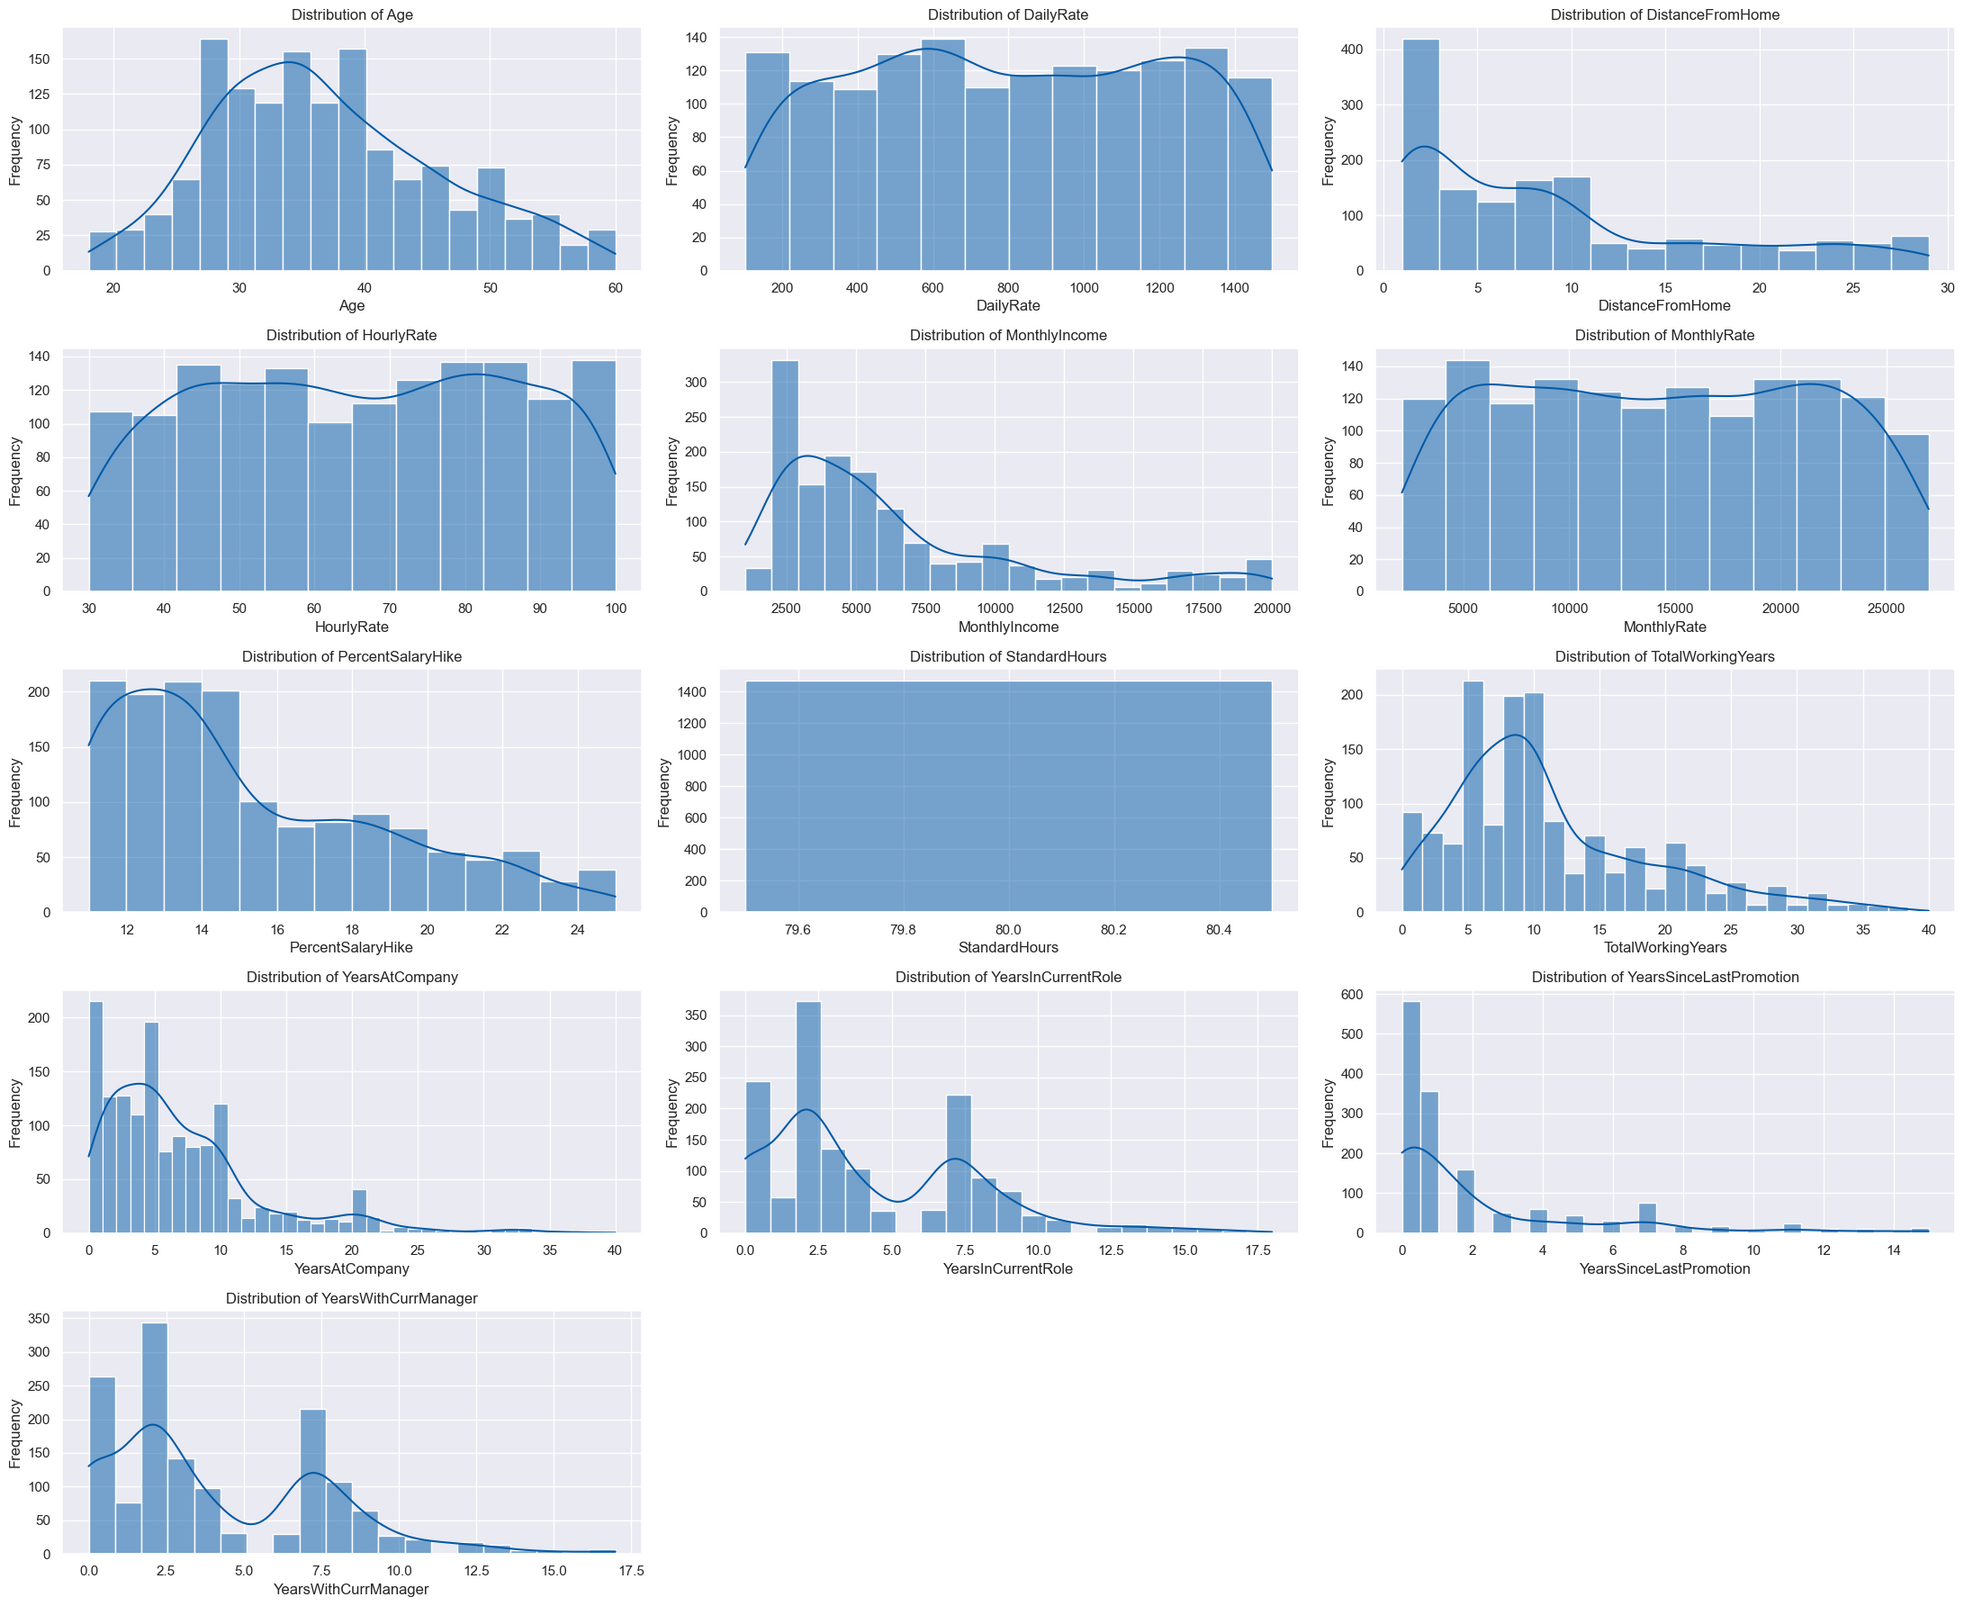 Distribution of Age
Frequency
150
125
100
75
50
25
0
20 30 40 50 60
Age
Distribution of DailyRate
Frequency
140
120
100
80
60
40
20
0
200 400 600 800 1000 1200 1400
DailyRate
Distribution of DistanceFromHome
Frequency
400
300
200
100
0
0 5 10 15 20 25 30
DistanceFromHome
Distribution of HourlyRate
Frequency
140
120
100
80
60
40
20
0
30 40 50 60 70 80 90 100
HourlyRate
Distribution of MonthlyIncome
Frequency
300
250
200
150
100
50
0
2500 5000 7500 10000 12500 15000 17500 20000
MonthlyIncome
Distribution of MonthlyRate
Frequency
140
120
100
80
60
40
20
0
5000 10000 15000 20000 25000
MonthlyRate
Distribution of PercentSalaryHike
Frequency
200
150
100
50
0
12 14 16 18 20 22 24
PercentSalaryHike
Distribution of StandardHours
Frequency
1400
1200
1000
800
600
400
200
0
79.6 79.8 80.0 80.2 80.4
StandardHours
Distribution of TotalWorkingYears
Frequency
200
150
100
50
0
0 5 10 15 20 25 30 35 40
TotalWorkingYears
Distribution of YearsAtCompany
Frequency
200
150
100
50
0
0 5 10 15 20 25 30 35 40
YearsAtCompany
Distribution of YearsInCurrentRole
Frequency
350
300
250
200
150
100
50
0
0.0 2.5 5.0 7.5 10.0 12.5 15.0 17.5
YearsInCurrentRole
Distribution of YearsSinceLastPromotion
Frequency
600
500
400
300
200
100
0
0 2 4 6 8 10 12 14
YearsSinceLastPromotion
Distribution of YearsWithCurrManager
Frequency
350
300
250
200
150
100
50
0
0.0 2.5 5.0 7.5 10.0 12.5 15.0 17.5
YearsWithCurrManager